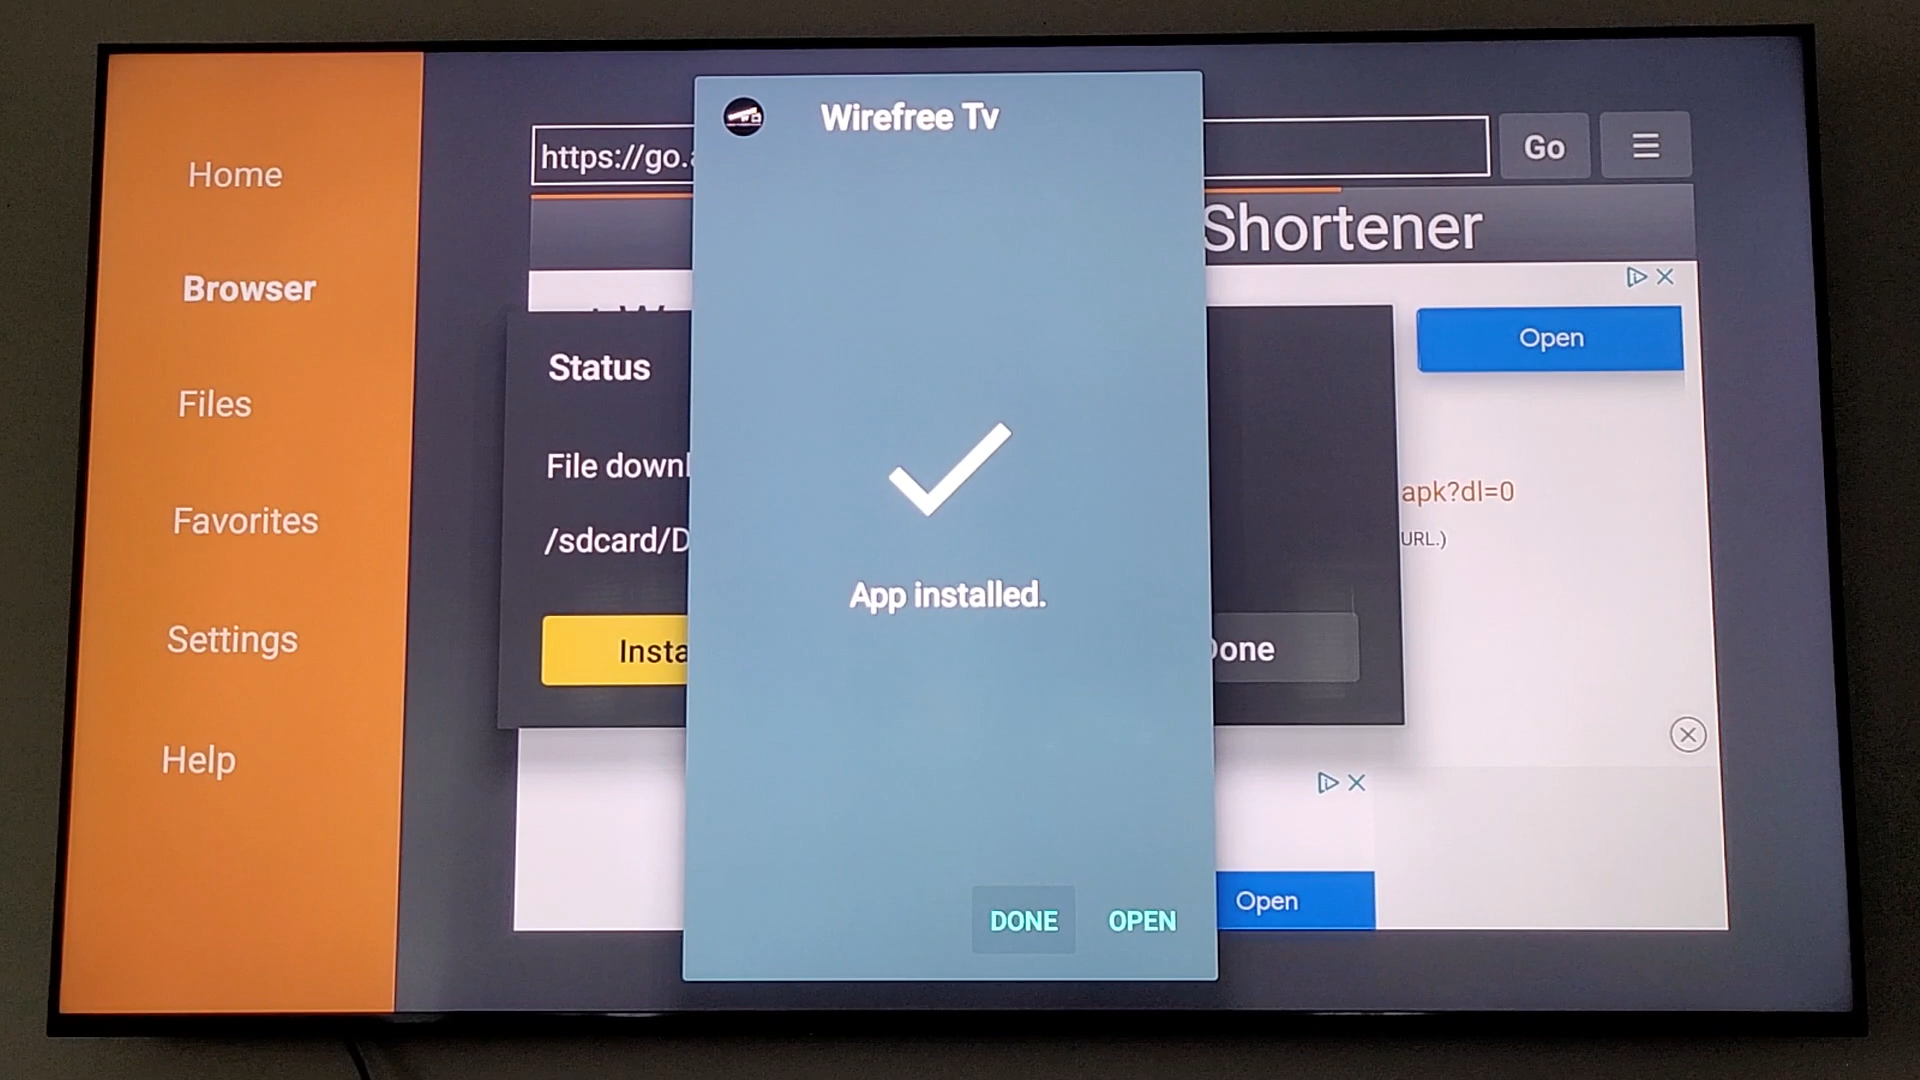 Home
Browser
Files
Favorites
Settings
Help
https://go.
Go
Shortener
Open
Status
File downl
/sdcard/D
Insta
Done
apk?dl=0
URL.)
Open
Wirefree Tv
App installed.
DONE
OPEN